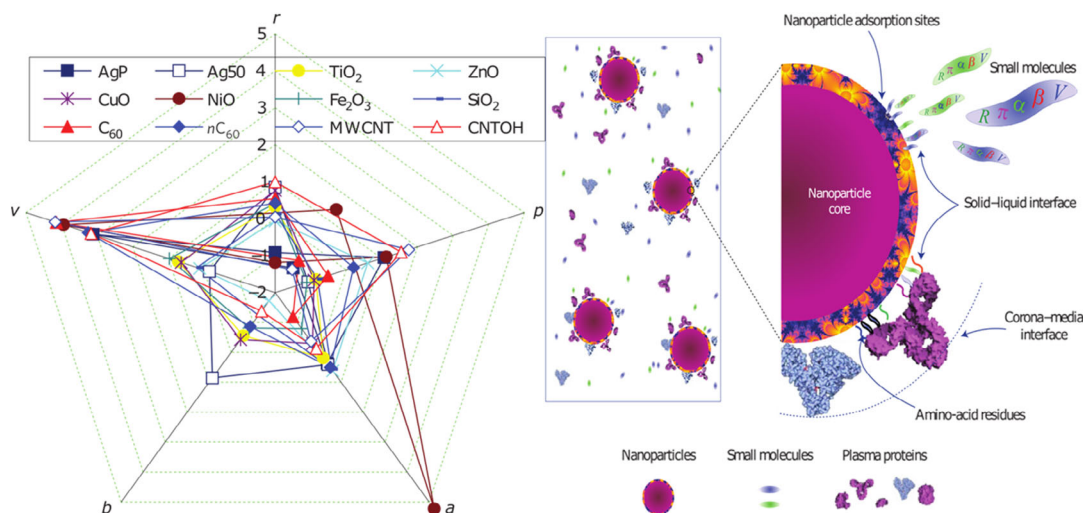 r
5
4
3
2
1
0
−1
−2
AgP Ag50 TiO₂ ZnO
CuO NiO Fe₂O₃ SiO₂
C₆₀ nC₆₀ MWCNT CNTOH
v
p
b
a
Nanoparticle adsorption sites
Small molecules
R π α β V
R π α β V
R π α β V
Nanoparticle
core
Solid–liquid interface
Corona–media
interface
Amino-acid residues
Nanoparticles Small molecules Plasma proteins